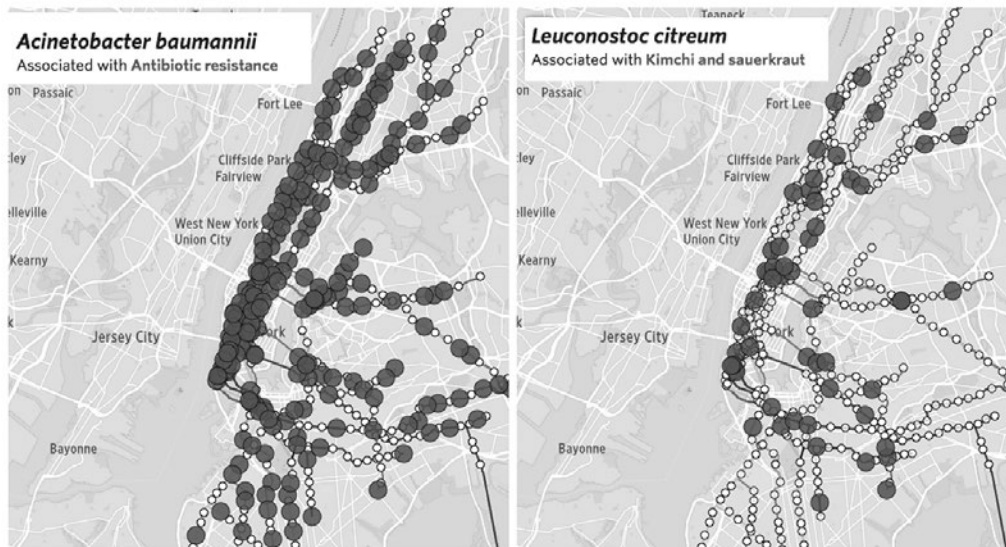 Acinetobacter baumannii
Associated with Antibiotic resistance
Passaic
Fort Lee
Cliffside Park
Fairview
West New York
Union City
Kearny
Jersey City
Bayonne
Leuconostoc citreum
Associated with Kimchi and sauerkraut
Teaneck
Passaic
Fort Lee
Cliffside Park
Fairview
elleville
West New York
Union City
Kearny
ork
Jersey City
Bayonne